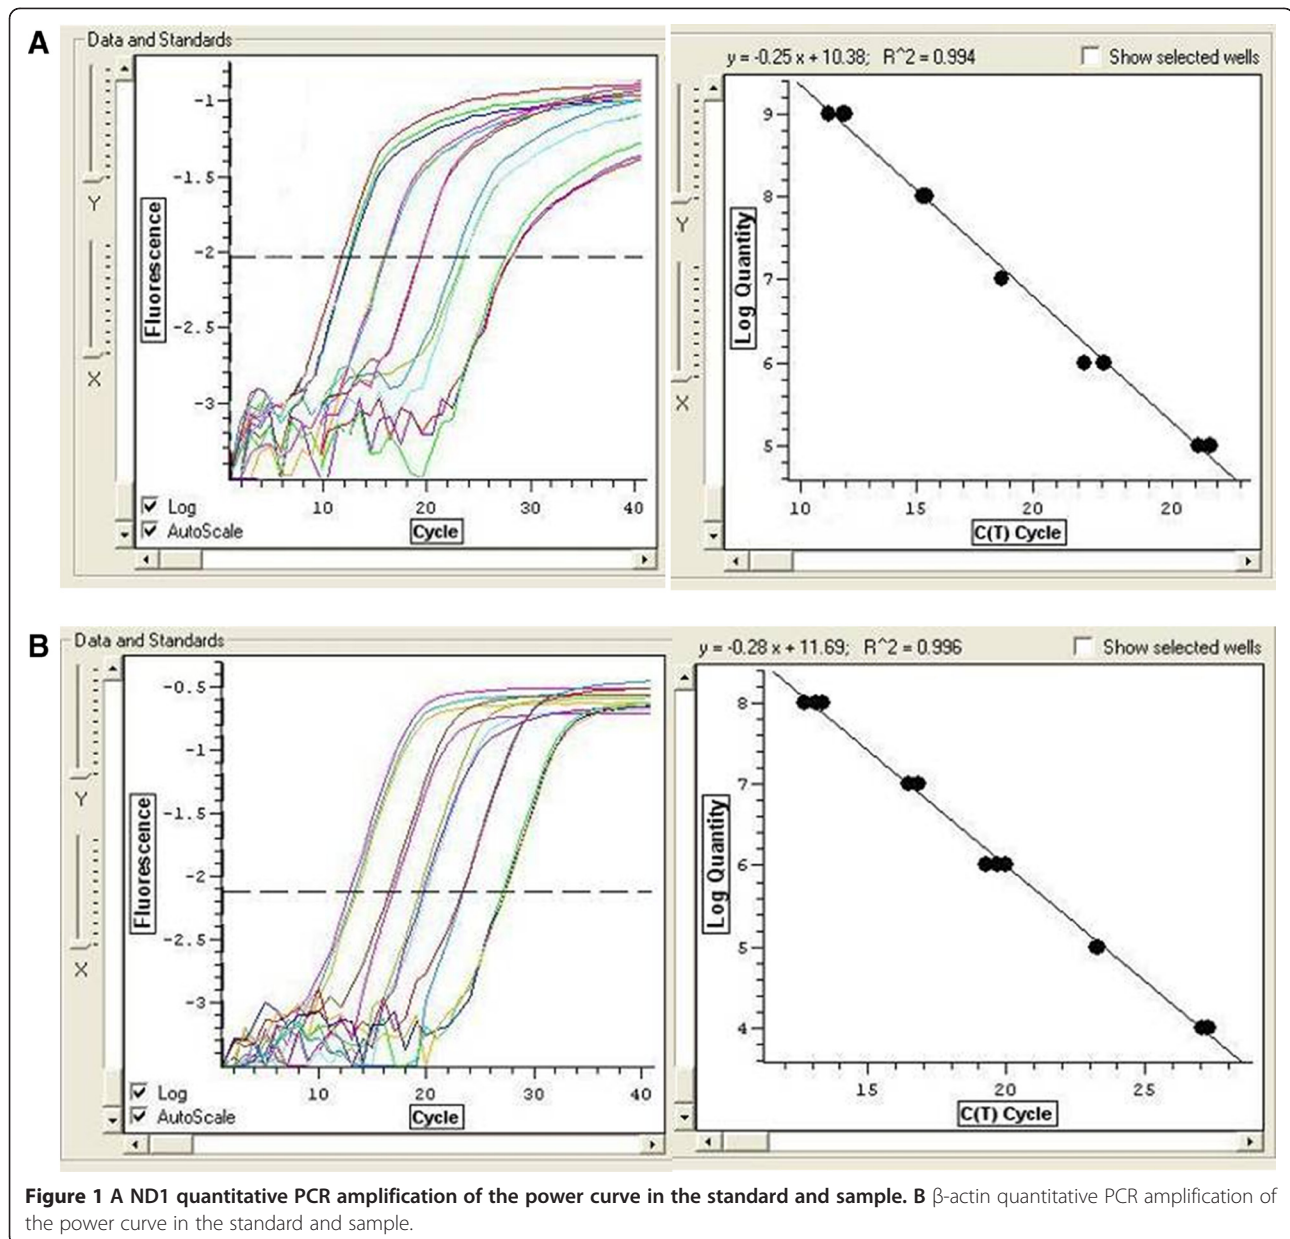 A
Data and Standards
y = -0.25 x + 10.38; R^2 = 0.994
Show selected wells
Y
X
Fluorescence
-1
-1.5
-2
-2.5
-3
10
20
30
40
Log
AutoScale
Cycle
Y
X
Log Quantity
9
8
7
6
5
10
15
20
20
C(T) Cycle
B
Data and Standards
y = -0.28 x + 11.69; R^2 = 0.996
Show selected wells
Y
X
Fluorescence
-0.5
-1
-1.5
-2
-2.5
-3
10
20
30
40
Log
AutoScale
Cycle
Log Quantity
8
7
6
5
4
15
20
25
C(T) Cycle
Figure 1 A ND1 quantitative PCR amplification of the power curve in the standard and sample. B β-actin quantitative PCR amplification of
the power curve in the standard and sample.